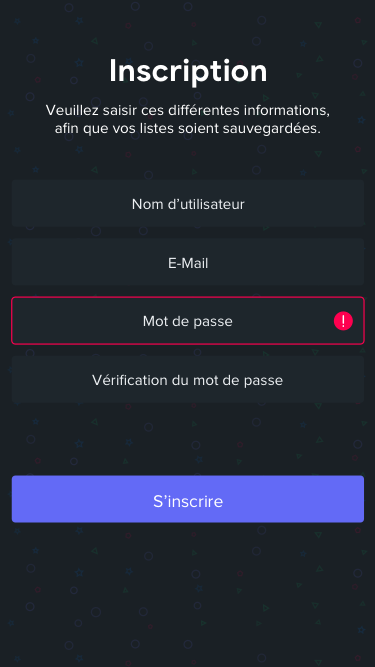 Inscription
Veuillez saisir ces différentes informations,
afin que vos listes soient sauvegardées.
Nom d’utilisateur
E-Mail
Mot de passe
!
Vérification du mot de passe
S’inscrire